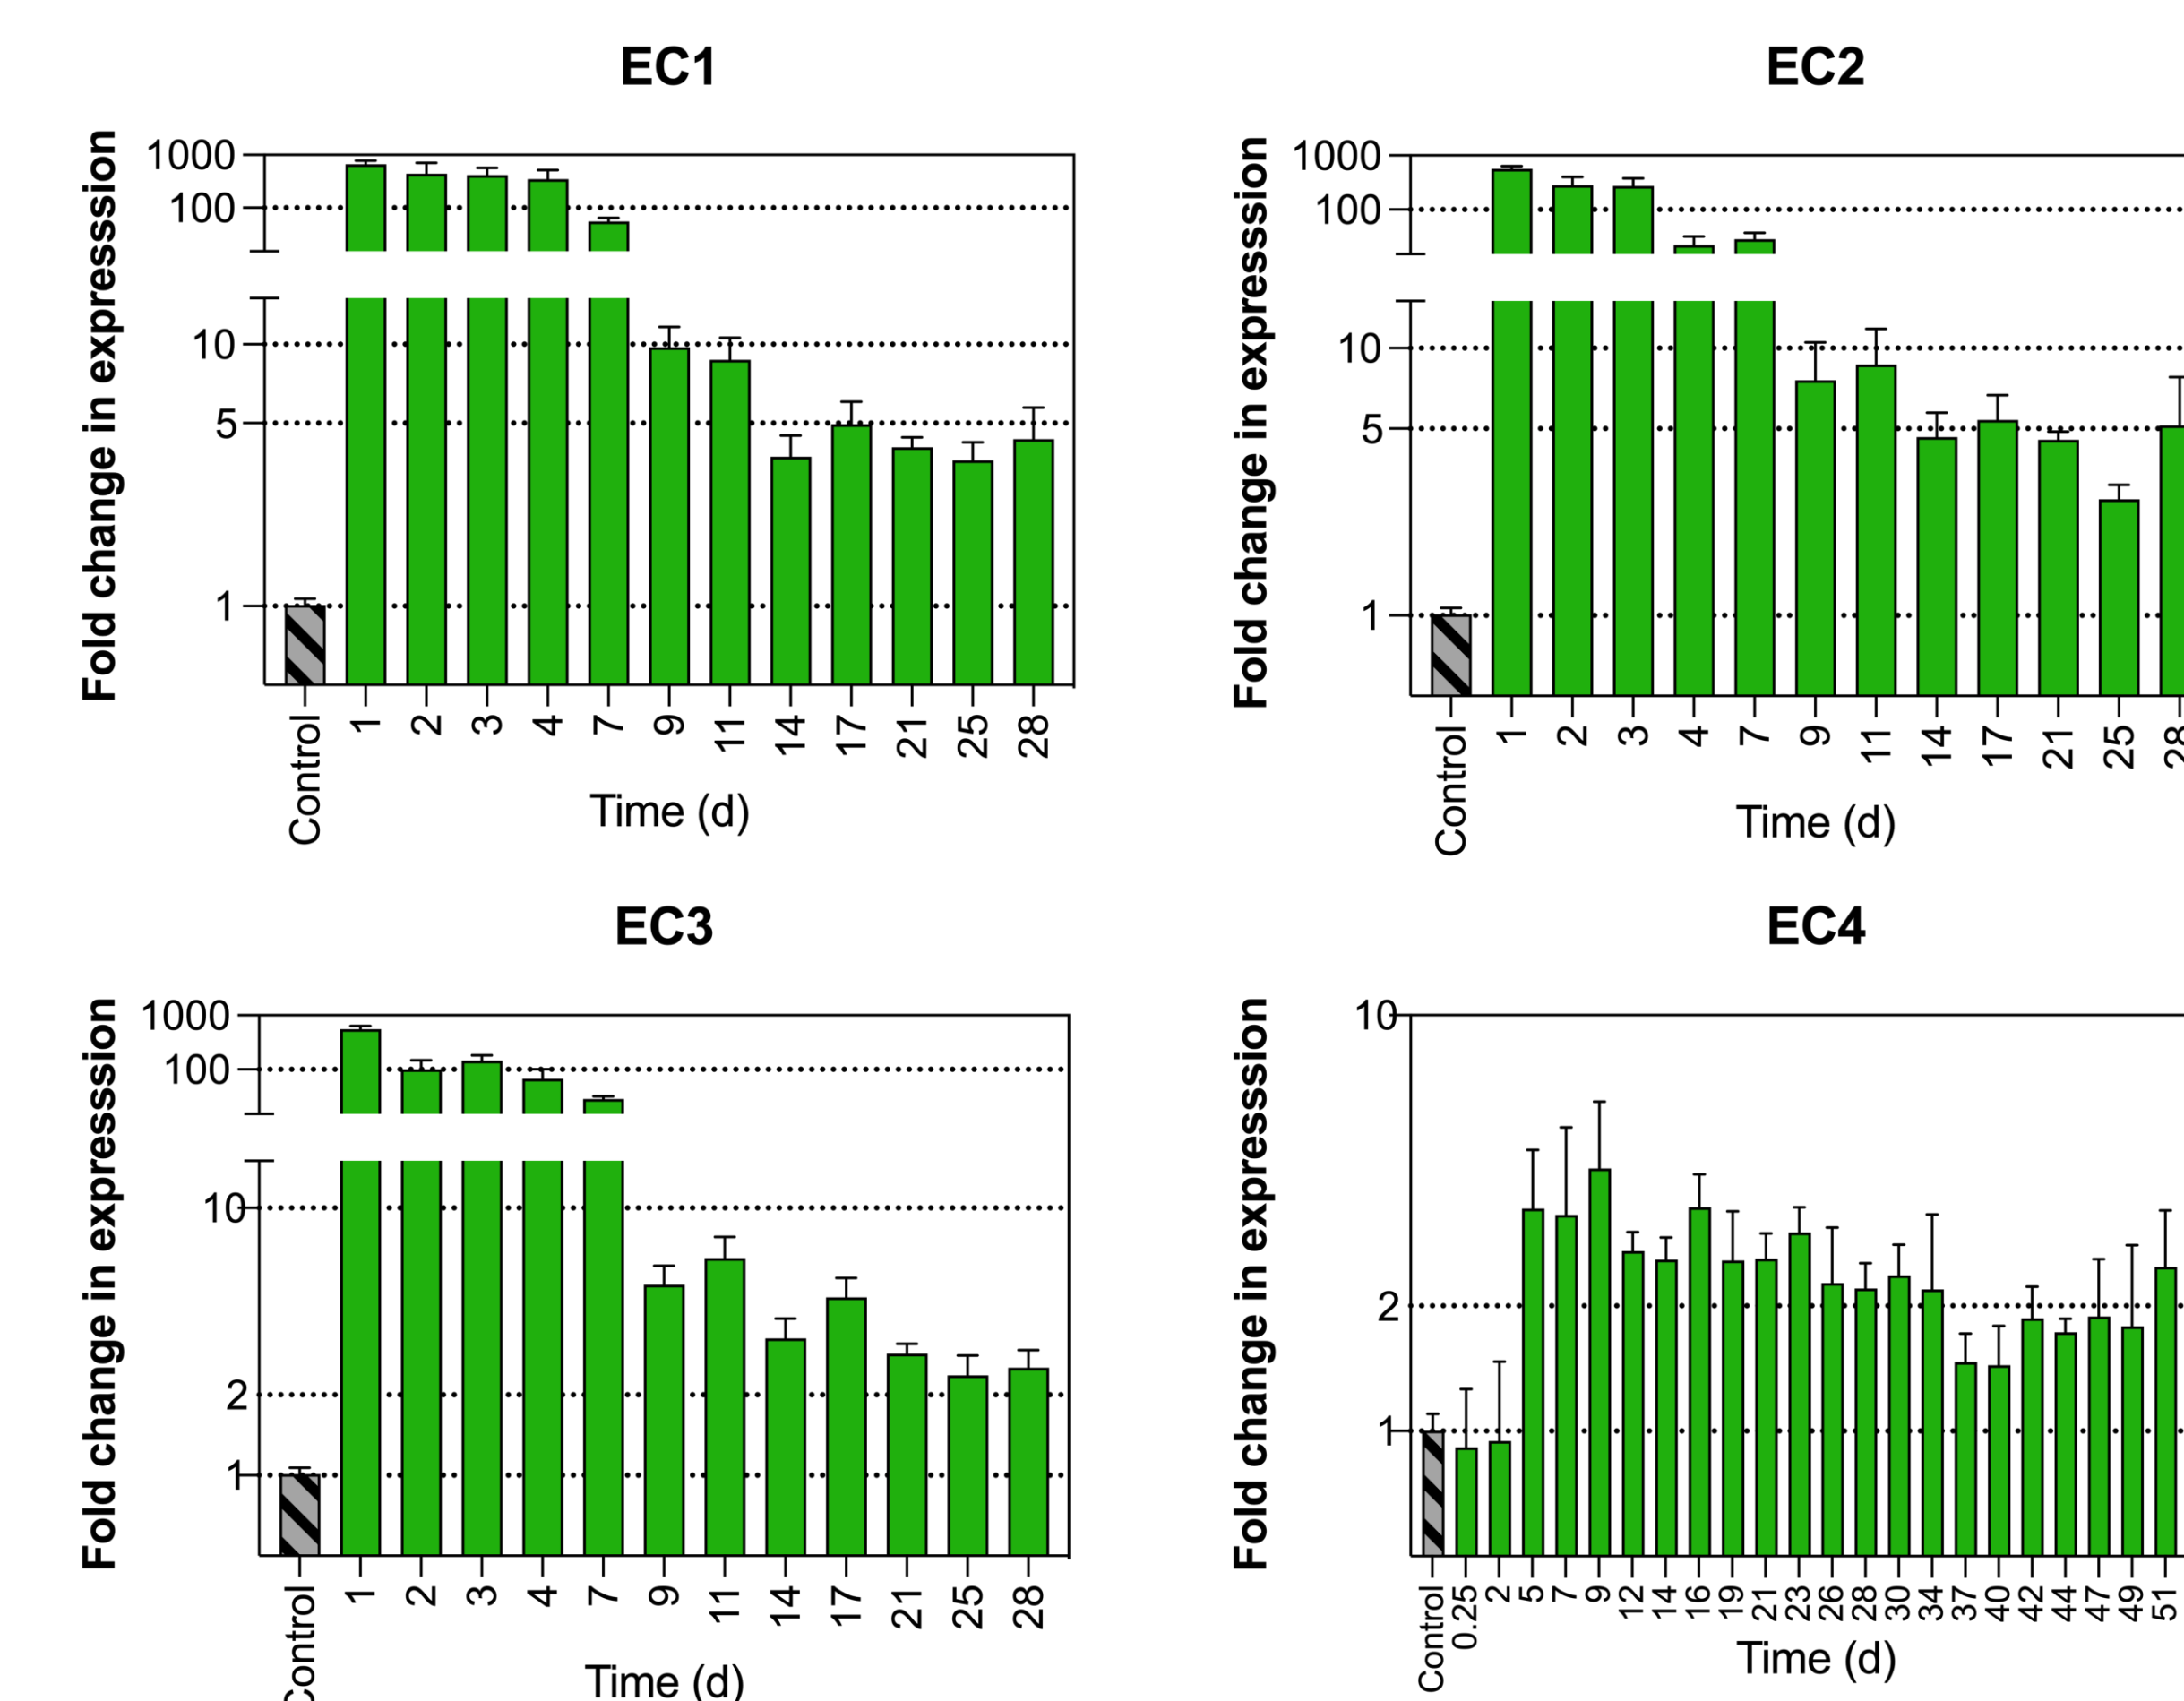 EC1
Fold change in expression
1000
100
10
5
1
Control 1 2 3 4 7 9 11 14 17 21 25 28
Time (d)
EC2
Fold change in expression
1000
100
10
5
1
Control 1 2 3 4 7 9 11 14 17 21 25 28
Time (d)
EC3
Fold change in expression
1000
100
10
2
1
Control 1 2 3 4 7 9 11 14 17 21 25 28
Time (d)
EC4
Fold change in expression
10
2
1
Control 0.25 2 5 7 9 12 14 16 19 21 23 26 28 30 34 37 40 42 44 47 49 51
Time (d)